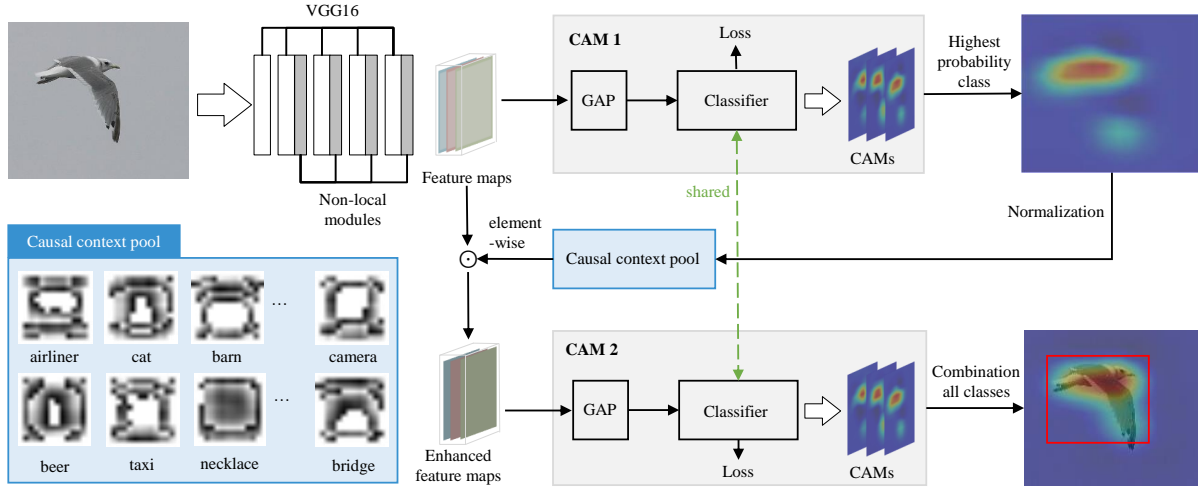 VGG16
Non-local
modules
Feature maps
CAM 1
Loss
GAP
Classifier
CAMs
Highest
probability
class
shared
Normalization
element
-wise
Causal context pool
Causal context pool
airliner
cat
barn
...
camera
beer
taxi
necklace
...
bridge
Enhanced
feature maps
CAM 2
GAP
Classifier
Loss
CAMs
Combination
all classes